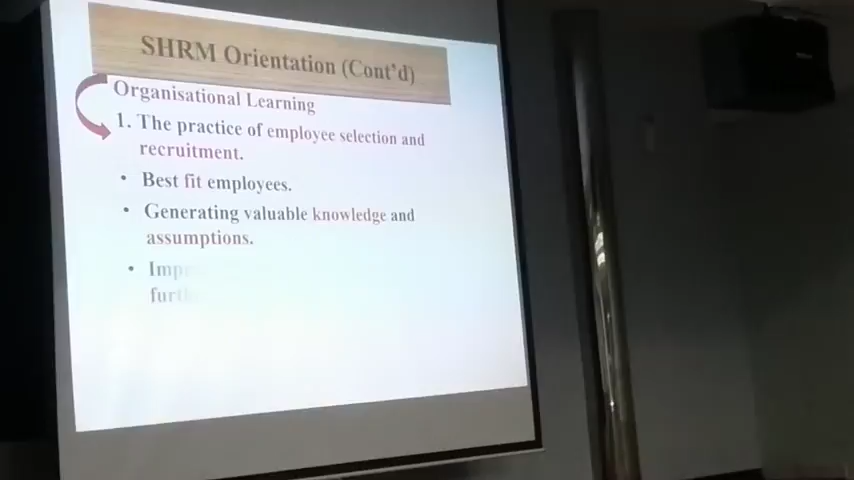 SHRM Orientation (Cont'd)
Organisational Learning
1. The practice of employee selection and
recruitment.
• Best fit employees.
• Generating valuable knowledge and
assumptions.
•